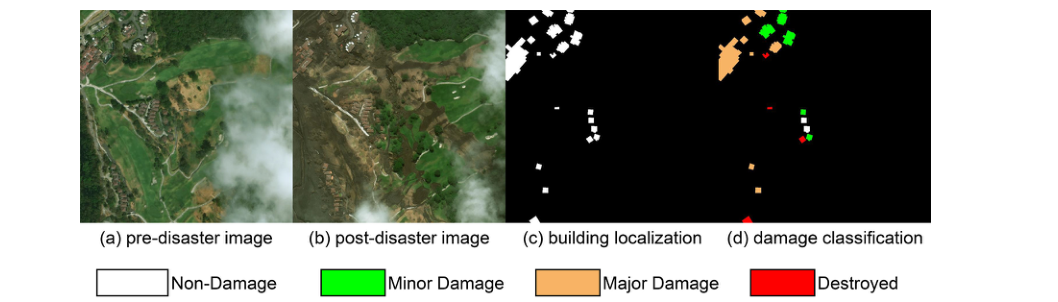 (a) pre-disaster image (b) post-disaster image (c) building localization (d) damage classification
Non-Damage Minor Damage Major Damage Destroyed